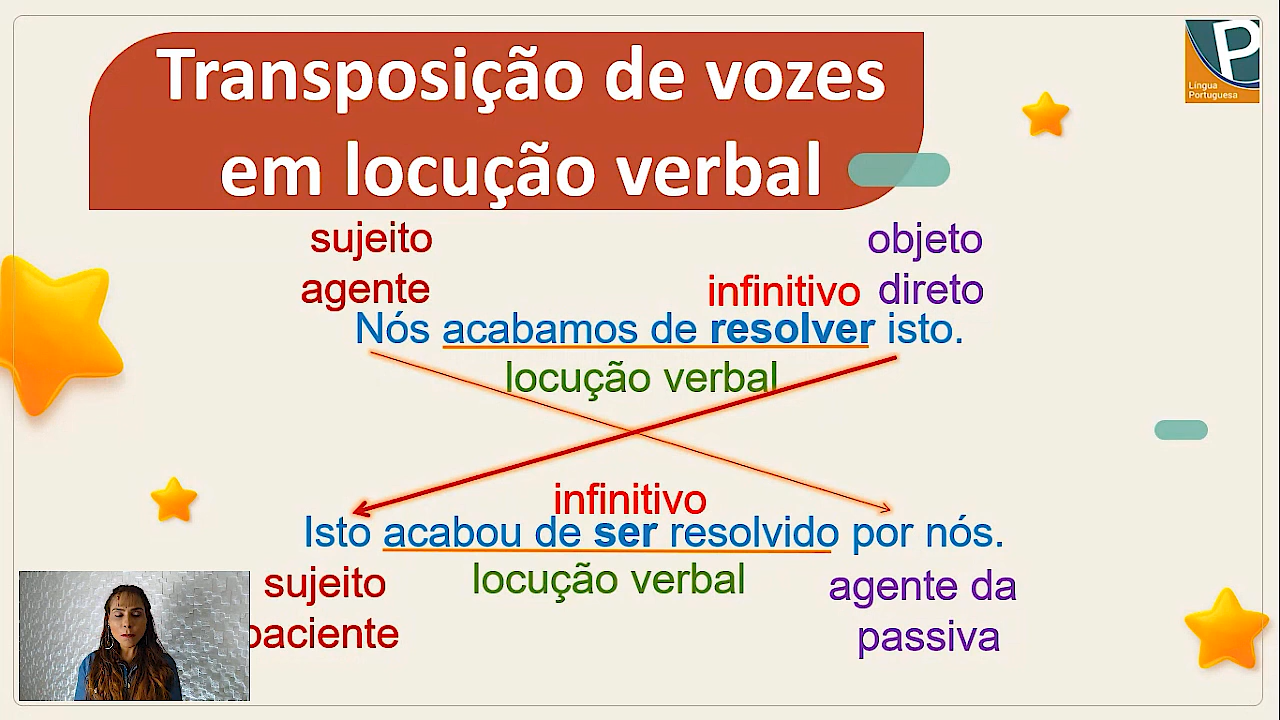 Transposição de vozes
em locução verbal
Língua
Portuguesa
sujeito
agente
objeto
direto
infinitivo
Nós acabamos de resolver isto.
locução verbal
infinitivo
Isto acabou de ser resolvido por nós.
sujeito
paciente
locução verbal
agente da
passiva